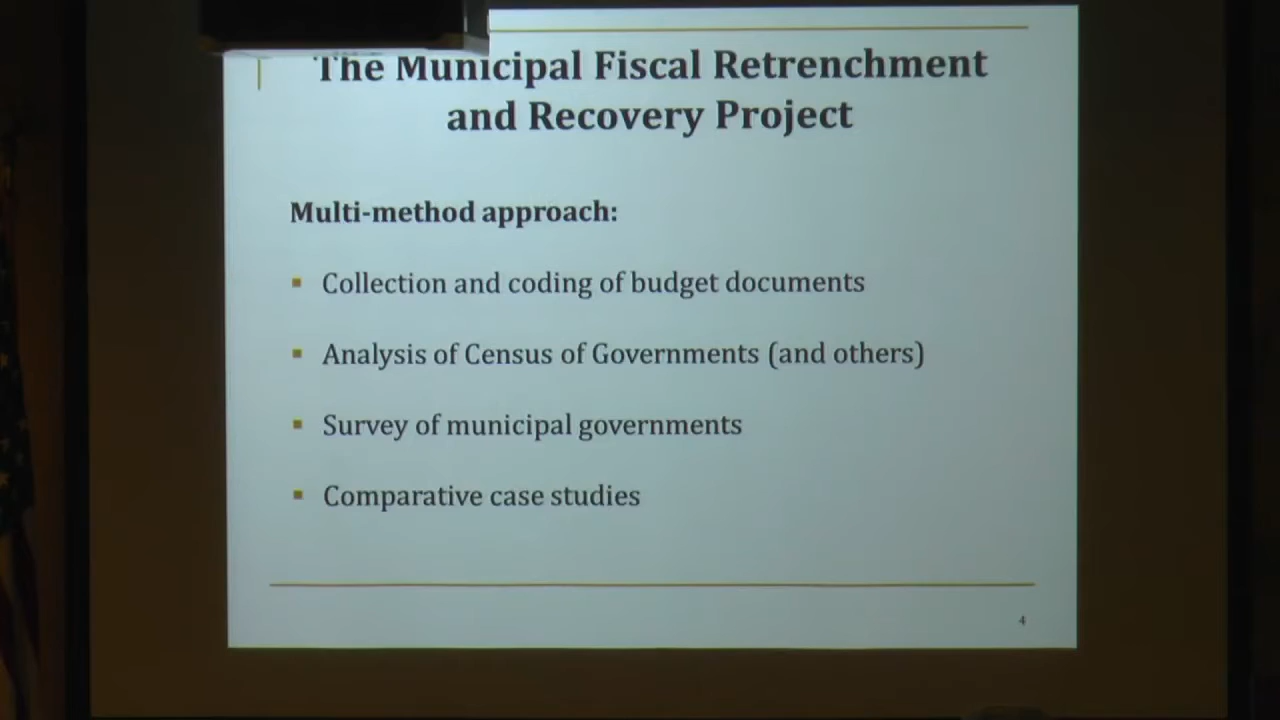 The Municipal Fiscal Retrenchment
and Recovery Project
Multi-method approach:
▪ Collection and coding of budget documents
▪ Analysis of Census of Governments (and others)
▪ Survey of municipal governments
▪ Comparative case studies
4